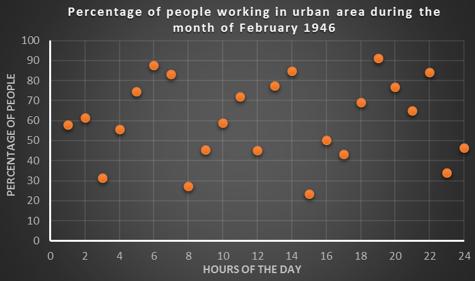 Percentage of people working in urban area during the
month of February 1946
PERCENTAGE OF PEOPLE
100
90
80
70
60
50
40
30
20
10
0
0 2 4 6 8 10 12 14 16 18 20 22 24
HOURS OF THE DAY